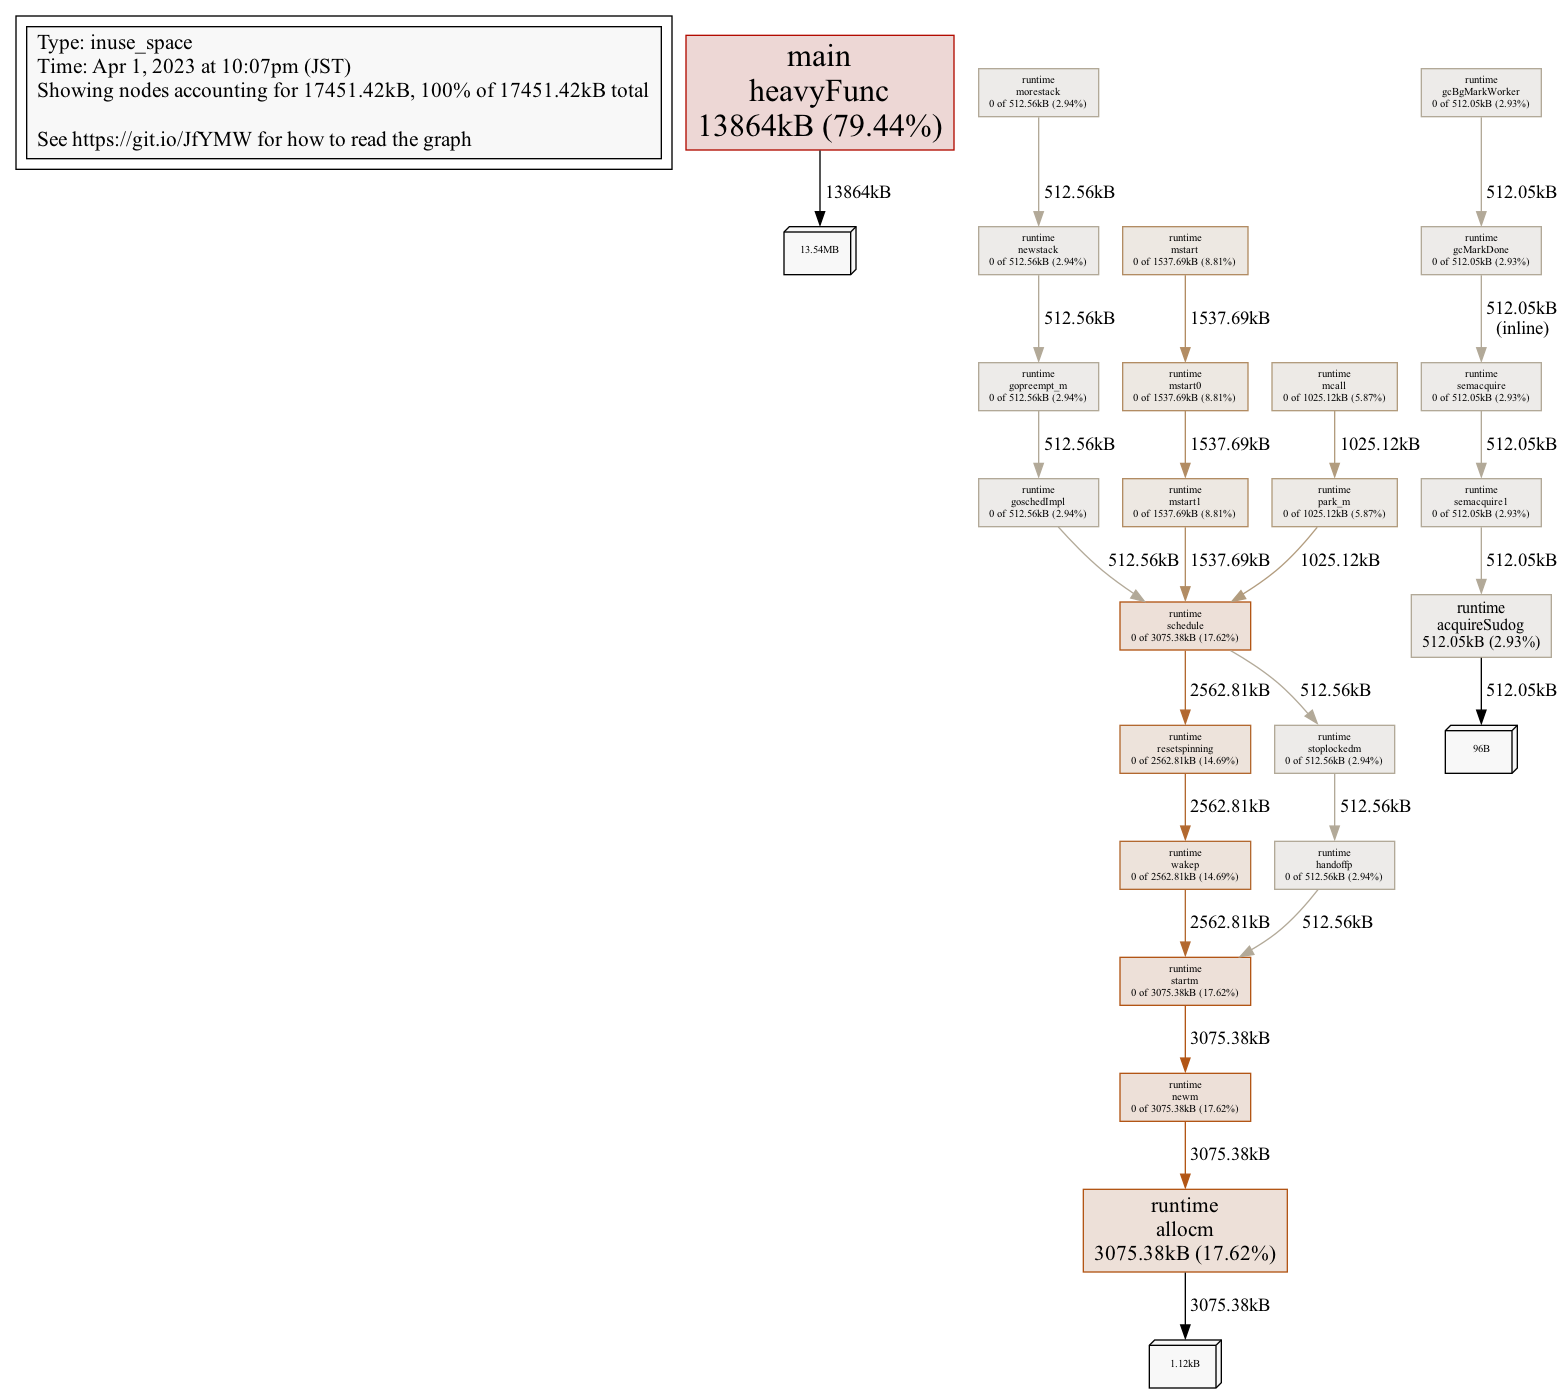 Type: inuse_space
Time: Apr 1, 2023 at 10:07pm (JST)
Showing nodes accounting for 17451.42kB, 100% of 17451.42kB total
See https://git.io/JfYMW for how to read the graph
main
heavyFunc
13864kB (79.44%)
13864kB
13.54MB
runtime
morestack
0 of 512.56kB (2.94%)
512.56kB
runtime
newstack
0 of 512.56kB (2.94%)
512.56kB
runtime
gopreempt_m
0 of 512.56kB (2.94%)
512.56kB
runtime
goschedImpl
0 of 512.56kB (2.94%)
512.56kB
runtime
mstart
0 of 1537.69kB (8.81%)
1537.69kB
runtime
mstart0
0 of 1537.69kB (8.81%)
1537.69kB
runtime
mstart1
0 of 1537.69kB (8.81%)
1537.69kB
runtime
mcall
0 of 1025.12kB (5.87%)
1025.12kB
runtime
park_m
0 of 1025.12kB (5.87%)
1025.12kB
runtime
schedule
0 of 3075.38kB (17.62%)
2562.81kB
512.56kB
runtime
resetspinning
0 of 2562.81kB (14.69%)
2562.81kB
runtime
wakep
0 of 2562.81kB (14.69%)
2562.81kB
runtime
stoplockedm
0 of 512.56kB (2.94%)
512.56kB
runtime
handoffp
0 of 512.56kB (2.94%)
512.56kB
runtime
startm
0 of 3075.38kB (17.62%)
3075.38kB
runtime
newm
0 of 3075.38kB (17.62%)
3075.38kB
runtime
allocm
3075.38kB (17.62%)
3075.38kB
1.12kB
runtime
gcBgMarkWorker
0 of 512.05kB (2.93%)
512.05kB
runtime
gcMarkDone
0 of 512.05kB (2.93%)
512.05kB
(inline)
runtime
semacquire
0 of 512.05kB (2.93%)
512.05kB
runtime
semacquire1
0 of 512.05kB (2.93%)
512.05kB
runtime
acquireSudog
512.05kB (2.93%)
512.05kB
96B